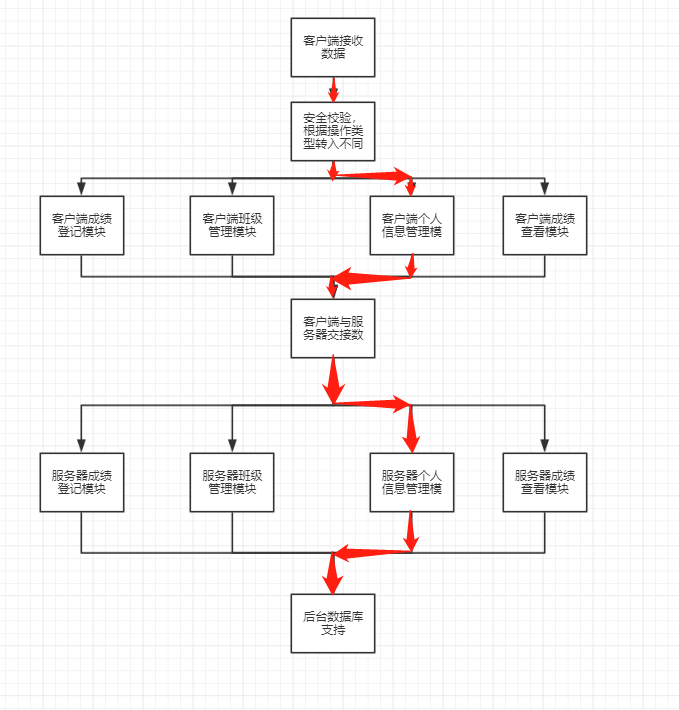 客户端接收
数据
安全校验，
根据操作类
型转入不同
客户端成绩
登记模块
客户端班级
管理模块
客户端个人
信息管理模
客户端成绩
查看模块
客户端与服
务器交接数
服务器成绩
登记模块
服务器班级
管理模块
服务器个人
信息管理模
服务器成绩
查看模块
后台数据库
支持